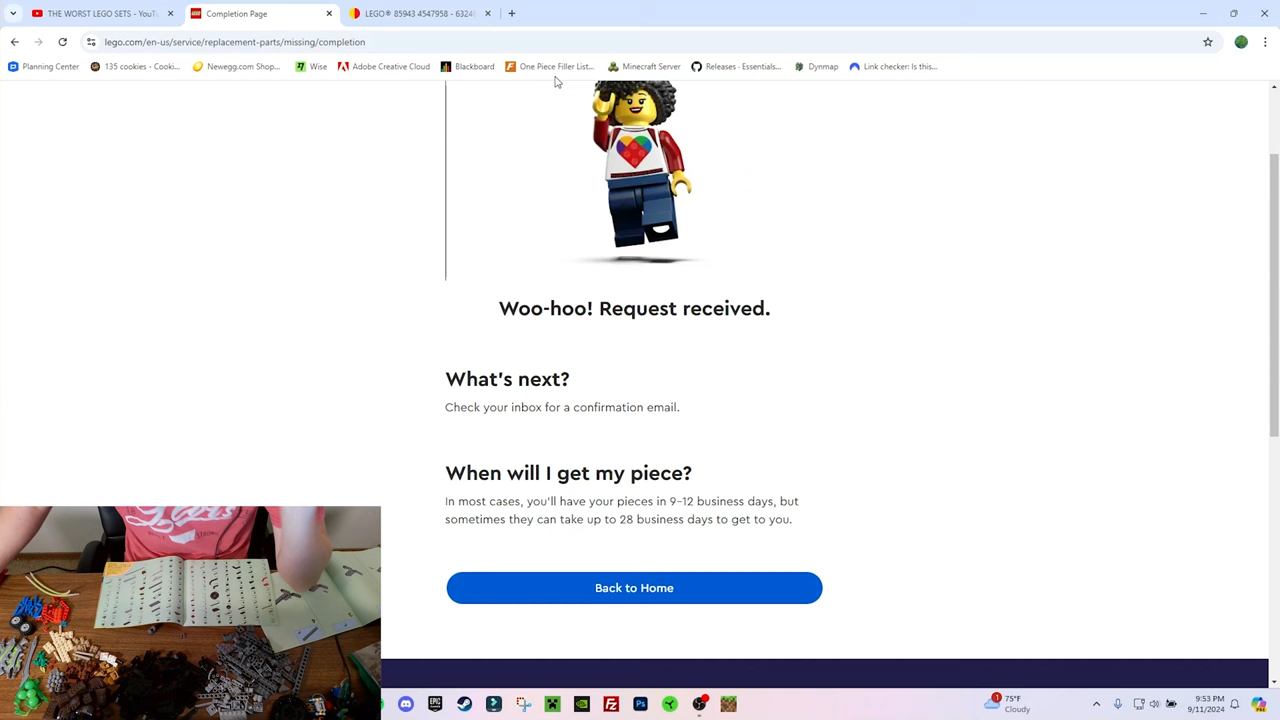 THE WORST LEGO SETS - YouT
Completion Page
LEGO® 85943 4547958 - 6324
lego.com/en-us/service/replacement-parts/missing/completion
Planning Center
135 cookies - Cooki...
Newegg.com Shop...
Wise
Adobe Creative Cloud
Blackboard
One Piece Filler List...
Minecraft Server
Releases · Essentials...
Dynmap
Link checker: Is this...
Woo-hoo! Request received.
What's next?
Check your inbox for a confirmation email.
When will I get my piece?
In most cases, you'll have your pieces in 9-12 business days, but
sometimes they can take up to 28 business days to get to you.
Back to Home
1
75°F
Cloudy
9:53 PM
9/11/2024